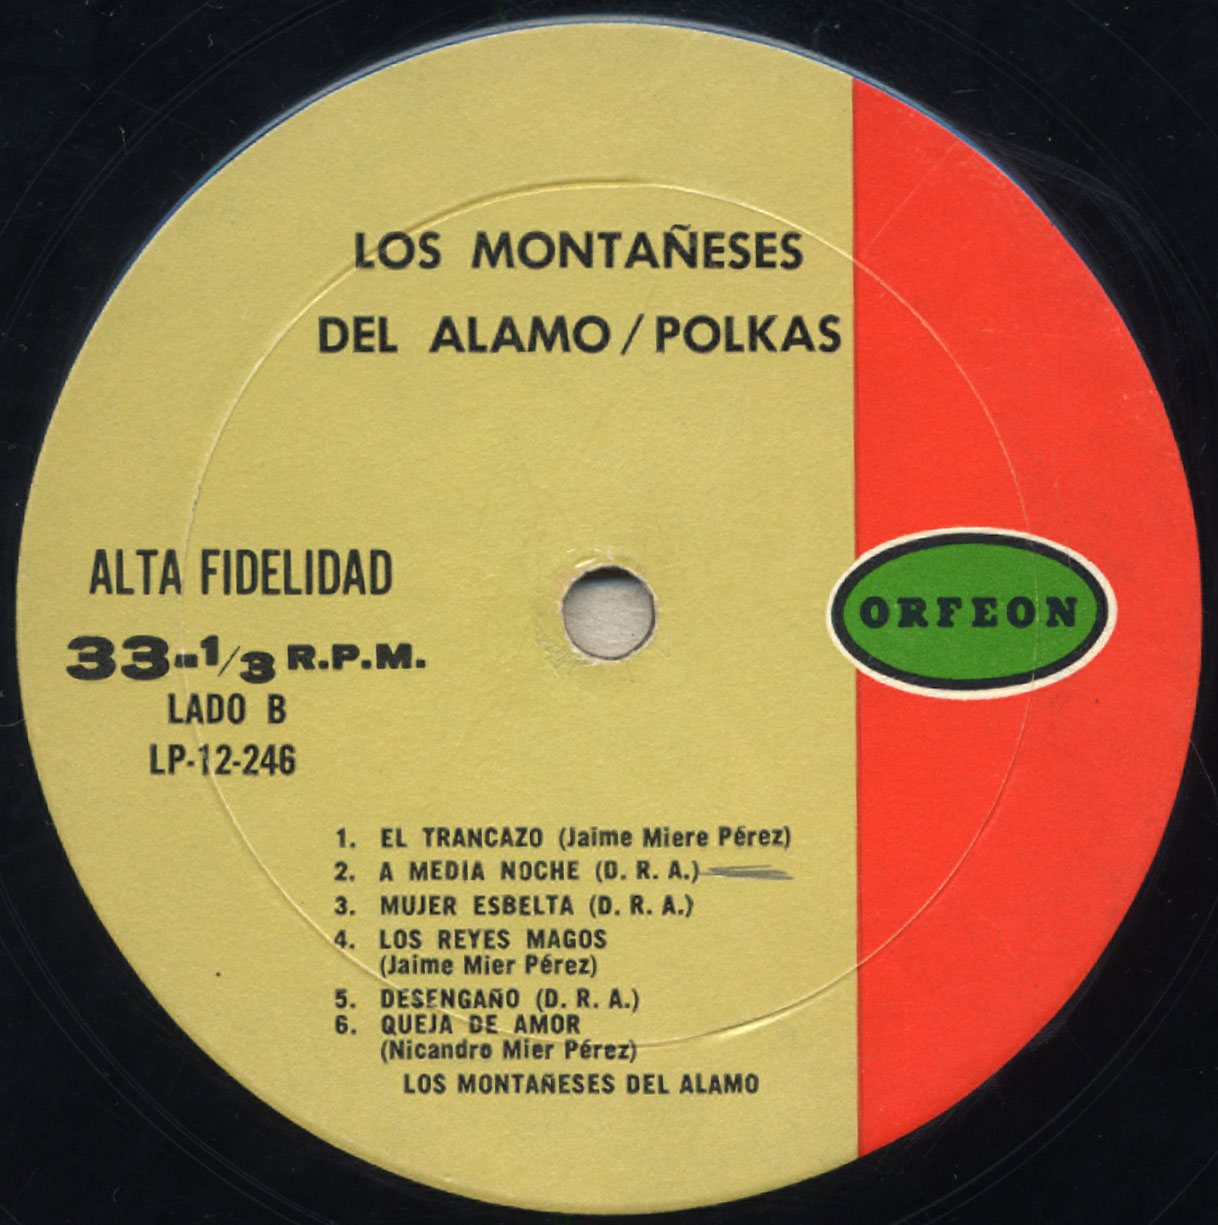 LOS MONTAÑESES
DEL ALAMO / POLKAS
ALTA FIDELIDAD
33-1/3 R.P.M.
LADO B
LP-12-246
ORFEON
1. EL TRANCAZO (Jaime Miere Pérez)
2. A MEDIA NOCHE (D. R. A.)
3. MUJER ESBELTA (D. R. A.)
4. LOS REYES MAGOS
(Jaime Mier Pérez)
5. DESENGAÑO (D. R. A.)
6. QUEJA DE AMOR
(Nicandro Mier Pérez)
LOS MONTAÑESES DEL ALAMO